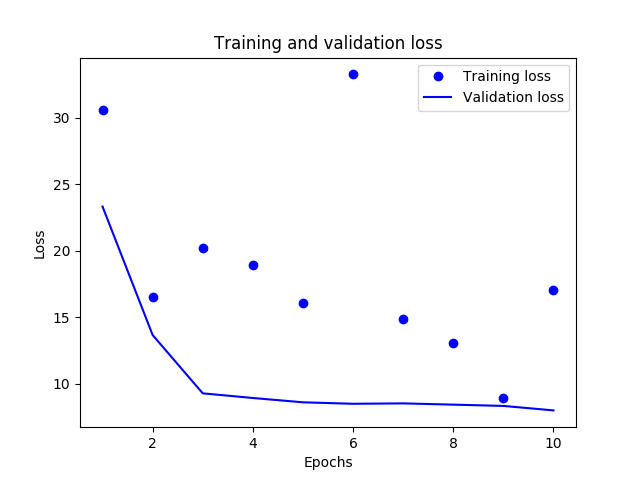 Training and validation loss
Training loss
Validation loss
30
25
20
15
10
Loss
2 4 6 8 10
Epochs